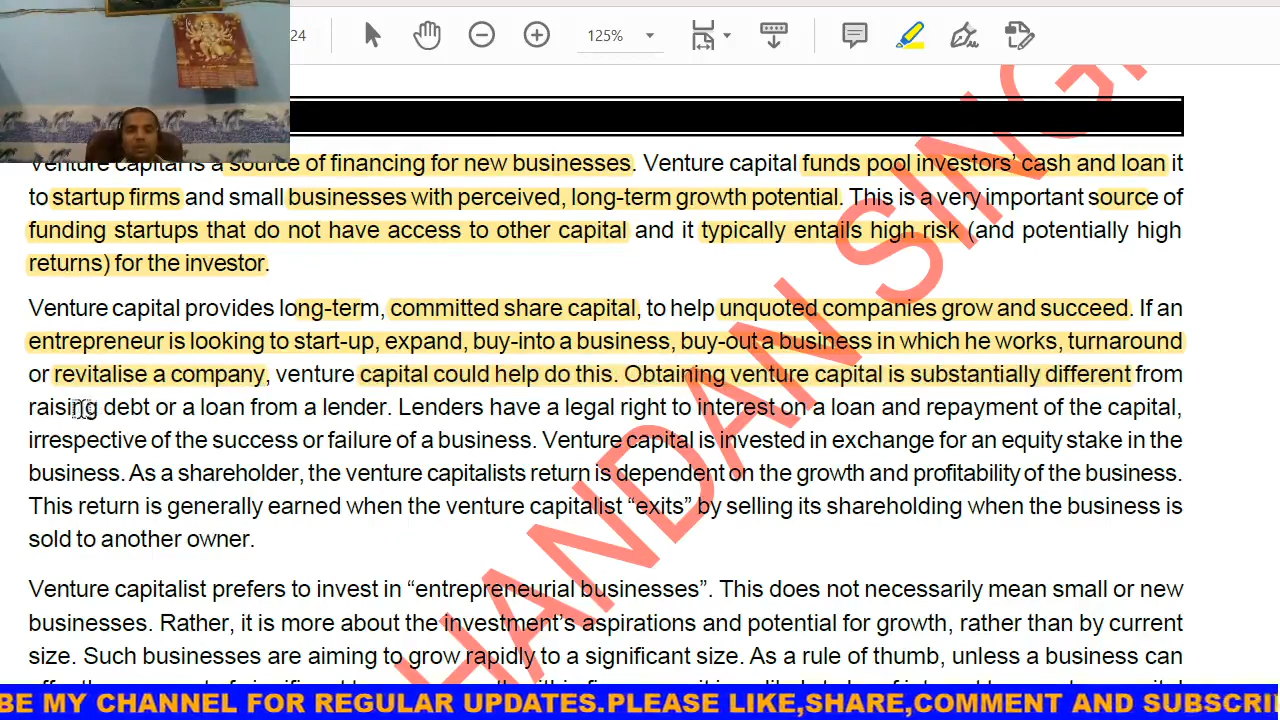 24
125%
Venture capital is a source of financing for new businesses. Venture capital funds pool investors’ cash and loan it
to startup firms and small businesses with perceived, long-term growth potential. This is a very important source of
funding startups that do not have access to other capital and it typically entails high risk (and potentially high
returns) for the investor.
Venture capital provides long-term, committed share capital, to help unquoted companies grow and succeed. If an
entrepreneur is looking to start-up, expand, buy-into a business, buy-out a business in which he works, turnaround
or revitalise a company, venture capital could help do this. Obtaining venture capital is substantially different from
raising debt or a loan from a lender. Lenders have a legal right to interest on a loan and repayment of the capital,
irrespective of the success or failure of a business. Venture capital is invested in exchange for an equity stake in the
business. As a shareholder, the venture capitalists return is dependent on the growth and profitability of the business.
This return is generally earned when the venture capitalist “exits” by selling its shareholding when the business is
sold to another owner.
Venture capitalist prefers to invest in “entrepreneurial businesses”. This does not necessarily mean small or new
businesses. Rather, it is more about the investment’s aspirations and potential for growth, rather than by current
size. Such businesses are aiming to grow rapidly to a significant size. As a rule of thumb, unless a business can
HANDAN SINGH
BE MY CHANNEL FOR REGULAR UPDATES.PLEASE LIKE,SHARE,COMMENT AND SUBSCRI